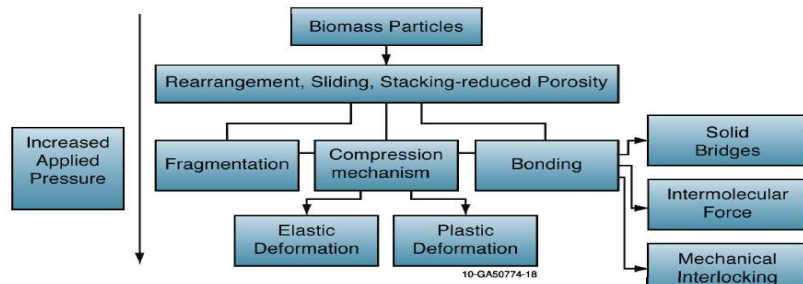 Biomass Particles
Rearrangement, Sliding, Stacking-reduced Porosity
Increased
Applied
Pressure
Fragmentation
Compression
mechanism
Bonding
Solid
Bridges
Intermolecular
Force
Mechanical
Interlocking
Elastic
Deformation
Plastic
Deformation
10-GA50774-18